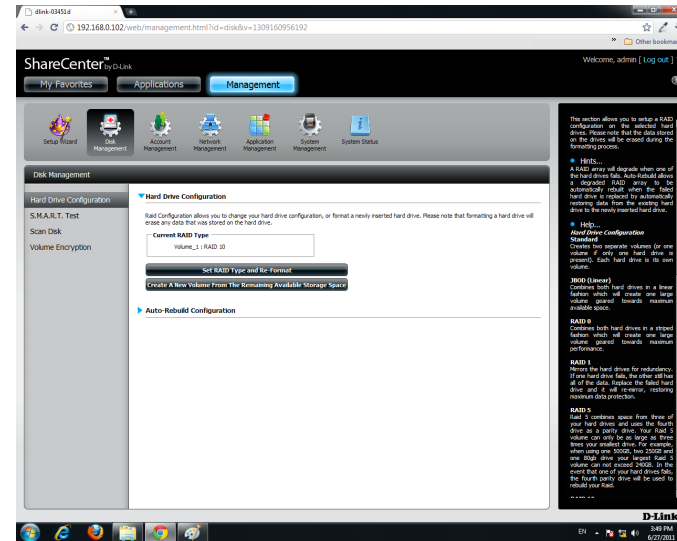 dlink-03451d
192.168.0.102/web/management.html?id=disk&v=1309160956192
» Other bookmar
ShareCenter™ by D-Link
Welcome, admin [ Log out ]
My Favorites Applications Management
Setup Wizard
Disk Management
Account Management
Network Management
Application Management
System Management
System Status
Disk Management
Hard Drive Configuration
S.M.A.R.T. Test
Scan Disk
Volume Encryption
Hard Drive Configuration
Raid Configuration allows you to change your hard drive configuration, or format a newly inserted hard drive. Please note that formatting a hard drive will
erase any data that was stored on the hard drive.
Current RAID Type
Volume_1 : RAID 10
Set RAID Type and Re-Format
Create A New Volume From The Remaining Available Storage Space
Auto-Rebuild Configuration
This section allows you to setup a RAID
configuration on the selected hard
drives. Please note that the data stored
on the drives will be erased during the
formatting process.
Hints...
A RAID array will degrade when one of
the hard drives fails. Auto-Rebuild allows
a degraded RAID array to be
automatically rebuilt when the failed
hard drive is replaced by automatically
restoring data from the existing hard
drive to the newly inserted hard drive.
Help...
Hard Drive Configuration
Standard
Creates two separate volumes (or one
volume if only one hard drive is
present). Each hard drive is its own
volume.
JBOD (Linear)
Combines both hard drives in a linear
fashion which will create one large
volume geared towards maximum
available space.
RAID 0
Combines both hard drives in a striped
fashion which will create one large
volume geared towards maximum
performance.
RAID 1
Mirrors the hard drives for redundancy.
If one hard drive fails, the other still has
all of the data. Replace the failed hard
drive and it will re-mirror, restoring
maximum data protection.
RAID 5
Raid 5 combines space from three of
your hard drives and uses the fourth
drive as a parity drive. Your Raid 5
volume can only be as large as three
times your smallest drive. For example,
when using one 500GB, two 250GB and
one 80gb drive your largest Raid 5
volume can not exceed 240GB. In the
event that one of your hard drives fails,
the fourth parity drive will be used to
rebuild your Raid.
D-Link
EN
3:49 PM
6/27/2011